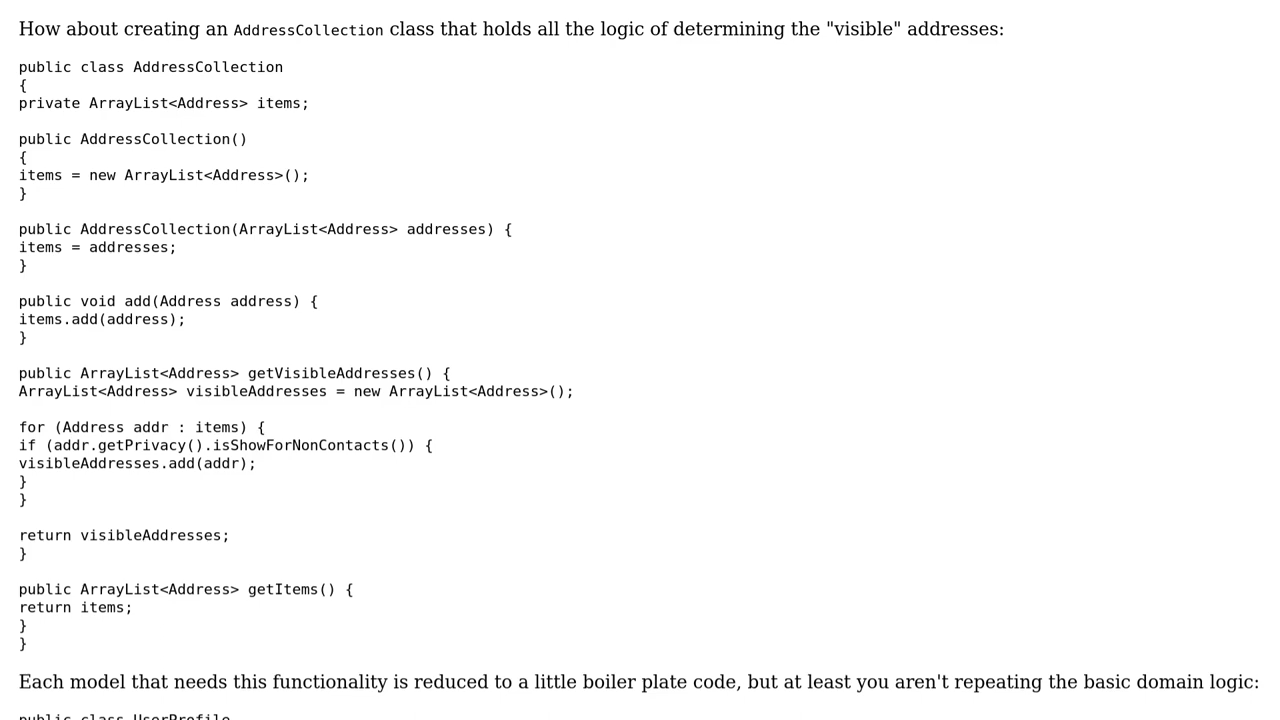 How about creating an AddressCollection class that holds all the logic of determining the "visible" addresses:
public class AddressCollection
{
private ArrayList<Address> items;
public AddressCollection()
{
items = new ArrayList<Address>();
}
public AddressCollection(ArrayList<Address> addresses) {
items = addresses;
}
public void add(Address address) {
items.add(address);
}
public ArrayList<Address> getVisibleAddresses() {
ArrayList<Address> visibleAddresses = new ArrayList<Address>();
for (Address addr : items) {
if (addr.getPrivacy().isShowForNonContacts()) {
visibleAddresses.add(addr);
}
}
return visibleAddresses;
}
public ArrayList<Address> getItems() {
return items;
}
}
Each model that needs this functionality is reduced to a little boiler plate code, but at least you aren't repeating the basic domain logic:
public class UserProfile